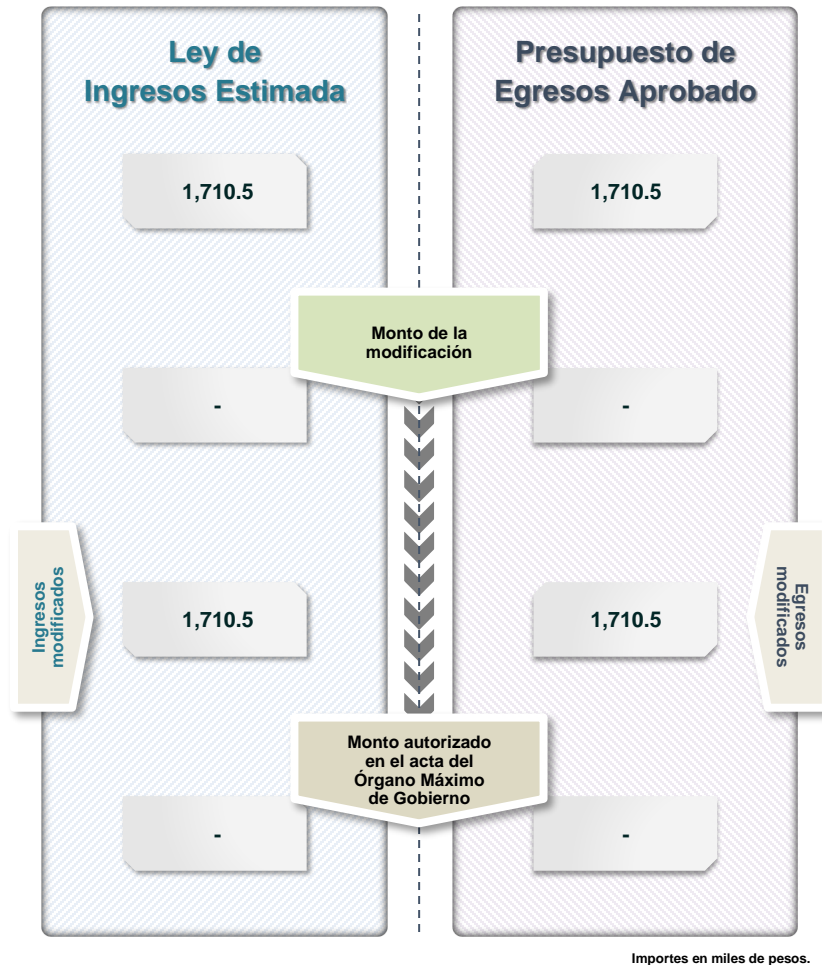 Ley de
Ingresos Estimada
Presupuesto de
Egresos Aprobado
1,710.5
1,710.5
Monto de la
modificación
-
-
Ingresos
modificados
1,710.5
1,710.5
Egresos
modificados
Monto autorizado
en el acta del
Órgano Máximo
de Gobierno
-
-
Importes en miles de pesos.